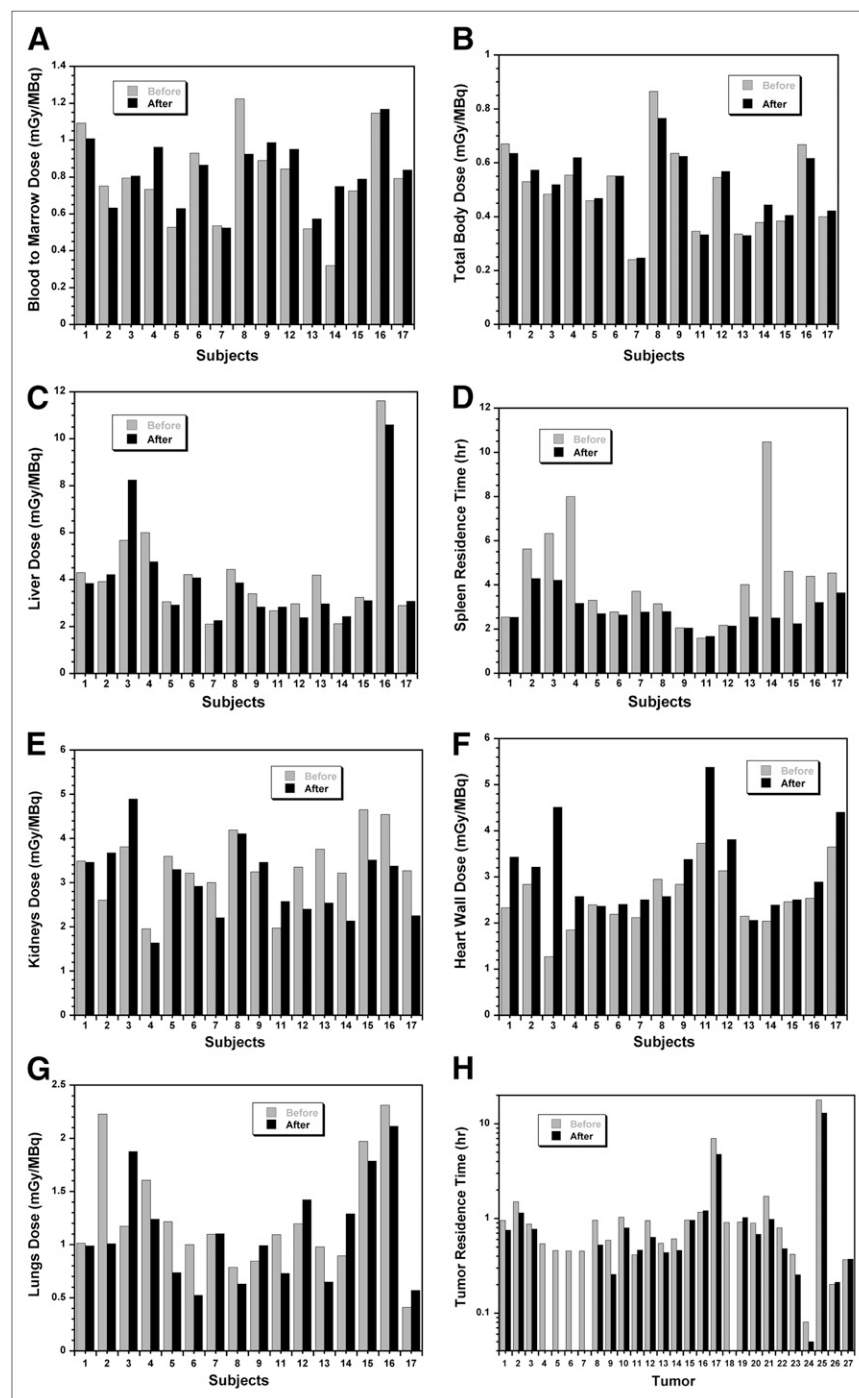 A
Blood to Marrow Dose (mGy/MBq)
1.4
1.2
1
0.8
0.6
0.4
0.2
0
Before
After
1 2 3 4 5 6 7 8 9 12 13 14 15 16 17
Subjects
B
Total Body Dose (mGy/MBq)
1
0.8
0.6
0.4
0.2
0
Before
After
1 2 3 4 5 6 7 8 9 11 12 13 14 15 16 17
Subjects
C
Liver Dose (mGy/MBq)
12
10
8
6
4
2
0
Before
After
1 2 3 4 5 6 7 8 9 11 12 13 14 15 16 17
Subjects
D
Spleen Residence Time (hr)
12
10
8
6
4
2
0
Before
After
1 2 3 4 5 6 7 8 9 11 12 13 14 15 16 17
Subjects
E
Kidneys Dose (mGy/MBq)
6
5
4
3
2
1
0
Before
After
1 2 3 4 5 6 7 8 9 11 12 13 14 15 16 17
Subjects
F
Heart Wall Dose (mGy/MBq)
6
5
4
3
2
1
0
Before
After
1 2 3 4 5 6 7 8 9 11 12 13 14 15 16 17
Subjects
G
Lungs Dose (mGy/MBq)
2.5
2
1.5
1
0.5
0
Before
After
1 2 3 4 5 6 7 8 9 11 12 13 14 15 16 17
Subjects
H
Tumor Residence Time (hr)
10
1
0.1
Before
After
1 2 3 4 5 6 7 8 9 10 11 12 13 14 15 16 17 18 19 20 21 22 23 24 25 26 27
Tumor